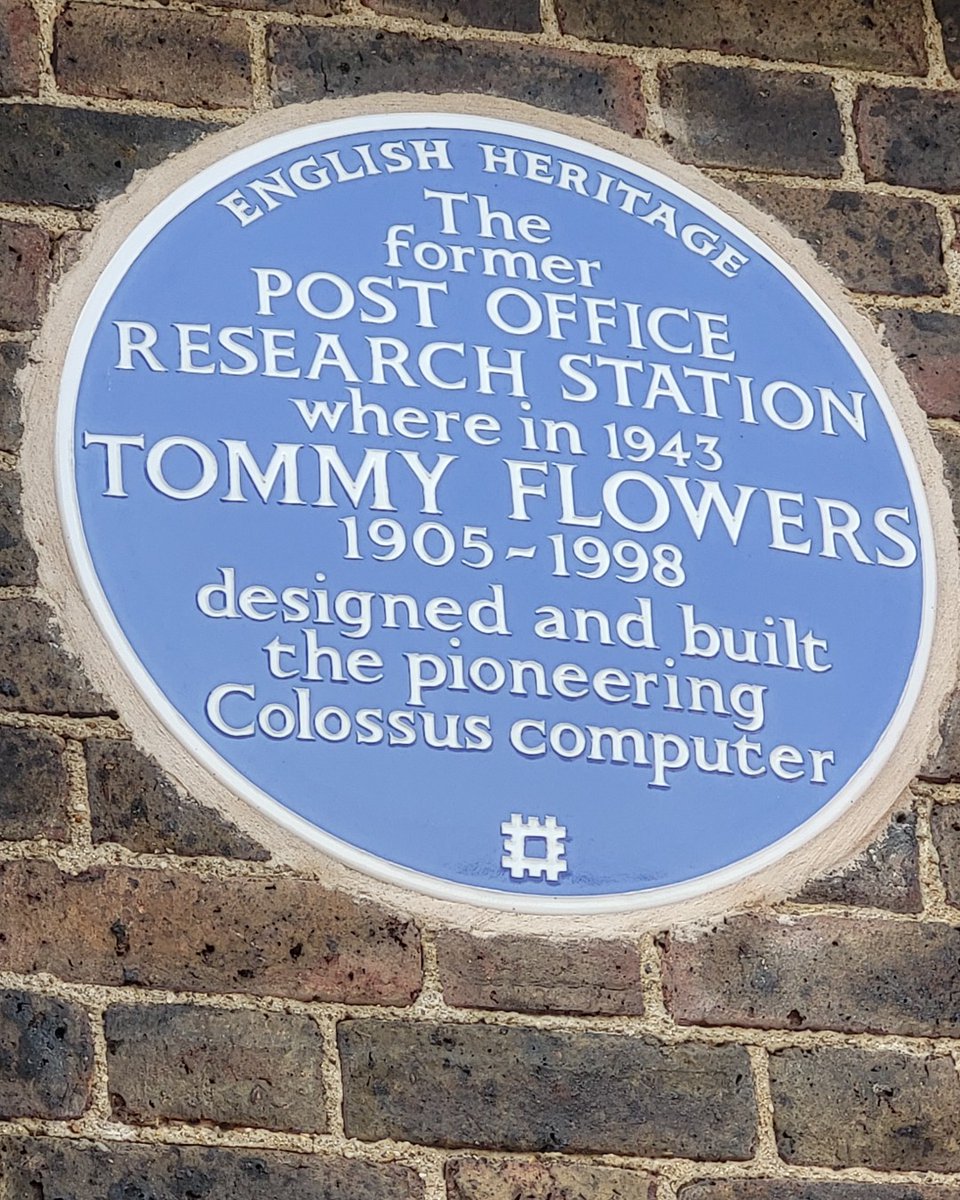 ENGLISH HERITAGE
The
former
POST OFFICE
RESEARCH STATION
where in 1943
TOMMY FLOWERS
1905 ~ 1998
designed and built
the pioneering
Colossus computer